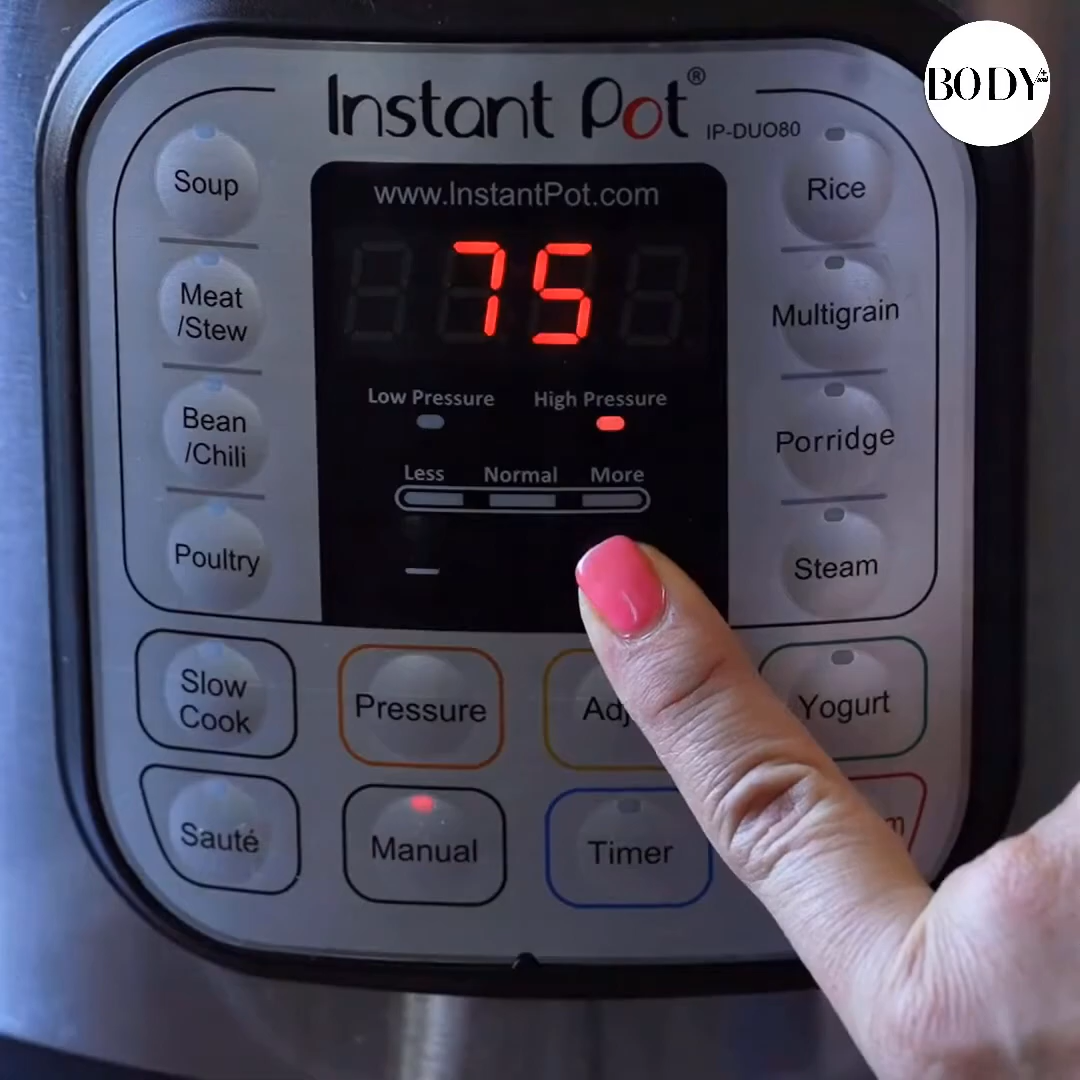 Instant Pot®
IP-DUO80
BODY
www.InstantPot.com
75
Low Pressure
High Pressure
Less
Normal
More
–
Soup
Meat
/Stew
Bean
/Chili
Poultry
Rice
Multigrain
Porridge
Steam
Slow
Cook
Pressure
Adj
Yogurt
Sauté
Manual
Timer
m